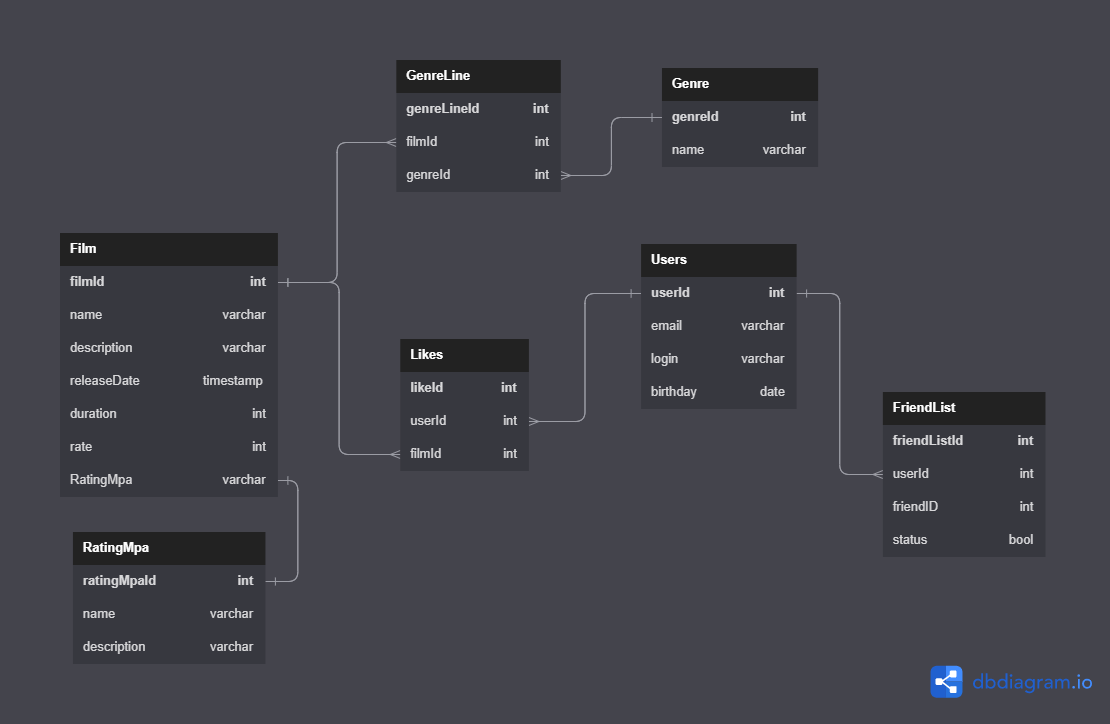 GenreLine
genreLineId int
filmId int
genreId int
Genre
genreId int
name varchar
Film
filmId int
name varchar
description varchar
releaseDate timestamp
duration int
rate int
RatingMpa varchar
Users
userId int
email varchar
login varchar
birthday date
Likes
likeId int
userId int
filmId int
FriendList
friendListId int
userId int
friendID int
status bool
RatingMpa
ratingMpaId int
name varchar
description varchar
dbdiagram.io